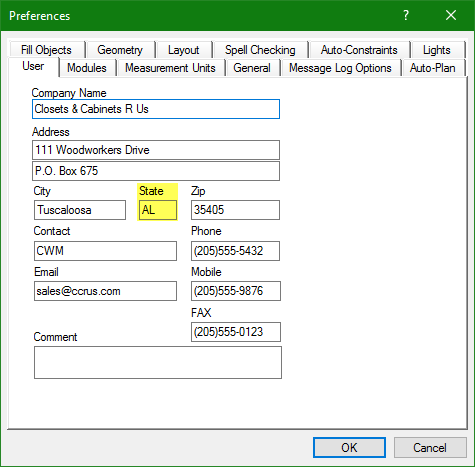 Preferences
?
Fill Objects Geometry Layout Spell Checking Auto-Constraints Lights
User Modules Measurement Units General Message Log Options Auto-Plan
Company Name
Closets & Cabinets R Us
Address
111 Woodworkers Drive
P.O. Box 675
City State Zip
Tuscaloosa AL 35405
Contact Phone
CWM (205)555-5432
Email Mobile
sales@ccrus.com (205)555-9876
FAX
(205)555-0123
Comment
OK Cancel